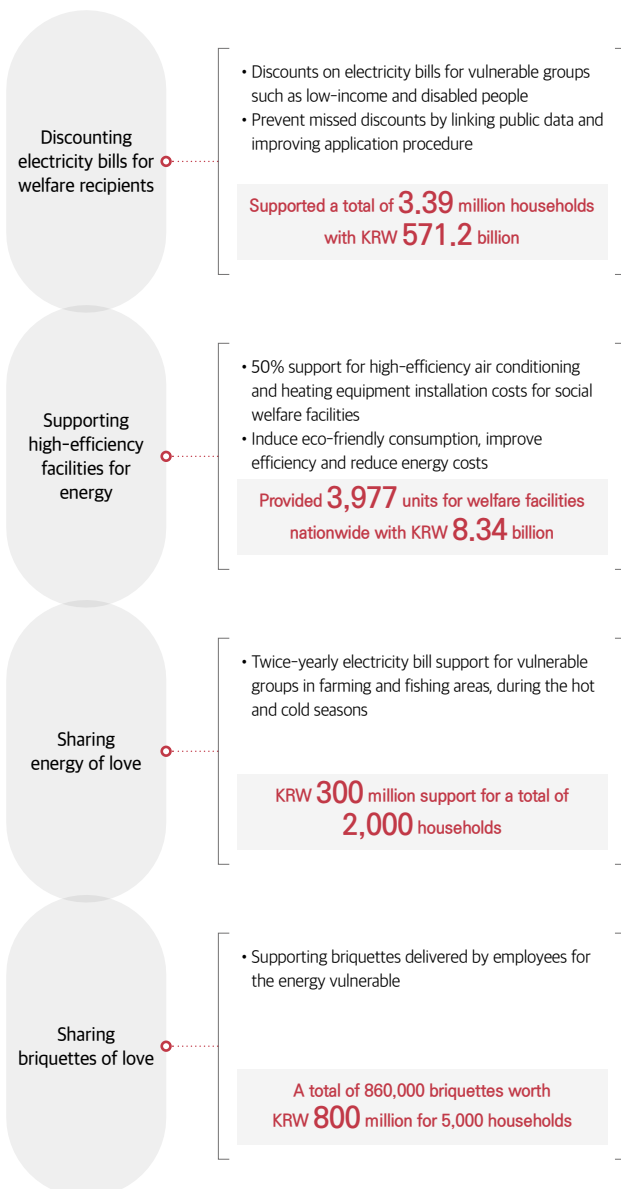 Discounting
electricity bills for
welfare recipients
• Discounts on electricity bills for vulnerable groups
such as low-income and disabled people
• Prevent missed discounts by linking public data and
improving application procedure
Supported a total of 3.39 million households
with KRW 571.2 billion
Supporting
high-efficiency
facilities for
energy
• 50% support for high-efficiency air conditioning
and heating equipment installation costs for social
welfare facilities
• Induce eco-friendly consumption, improve
efficiency and reduce energy costs
Provided 3,977 units for welfare facilities
nationwide with KRW 8.34 billion
Sharing
energy of love
• Twice-yearly electricity bill support for vulnerable
groups in farming and fishing areas, during the hot
and cold seasons
KRW 300 million support for a total of
2,000 households
Sharing
briquettes of love
• Supporting briquettes delivered by employees for
the energy vulnerable
A total of 860,000 briquettes worth
KRW 800 million for 5,000 households